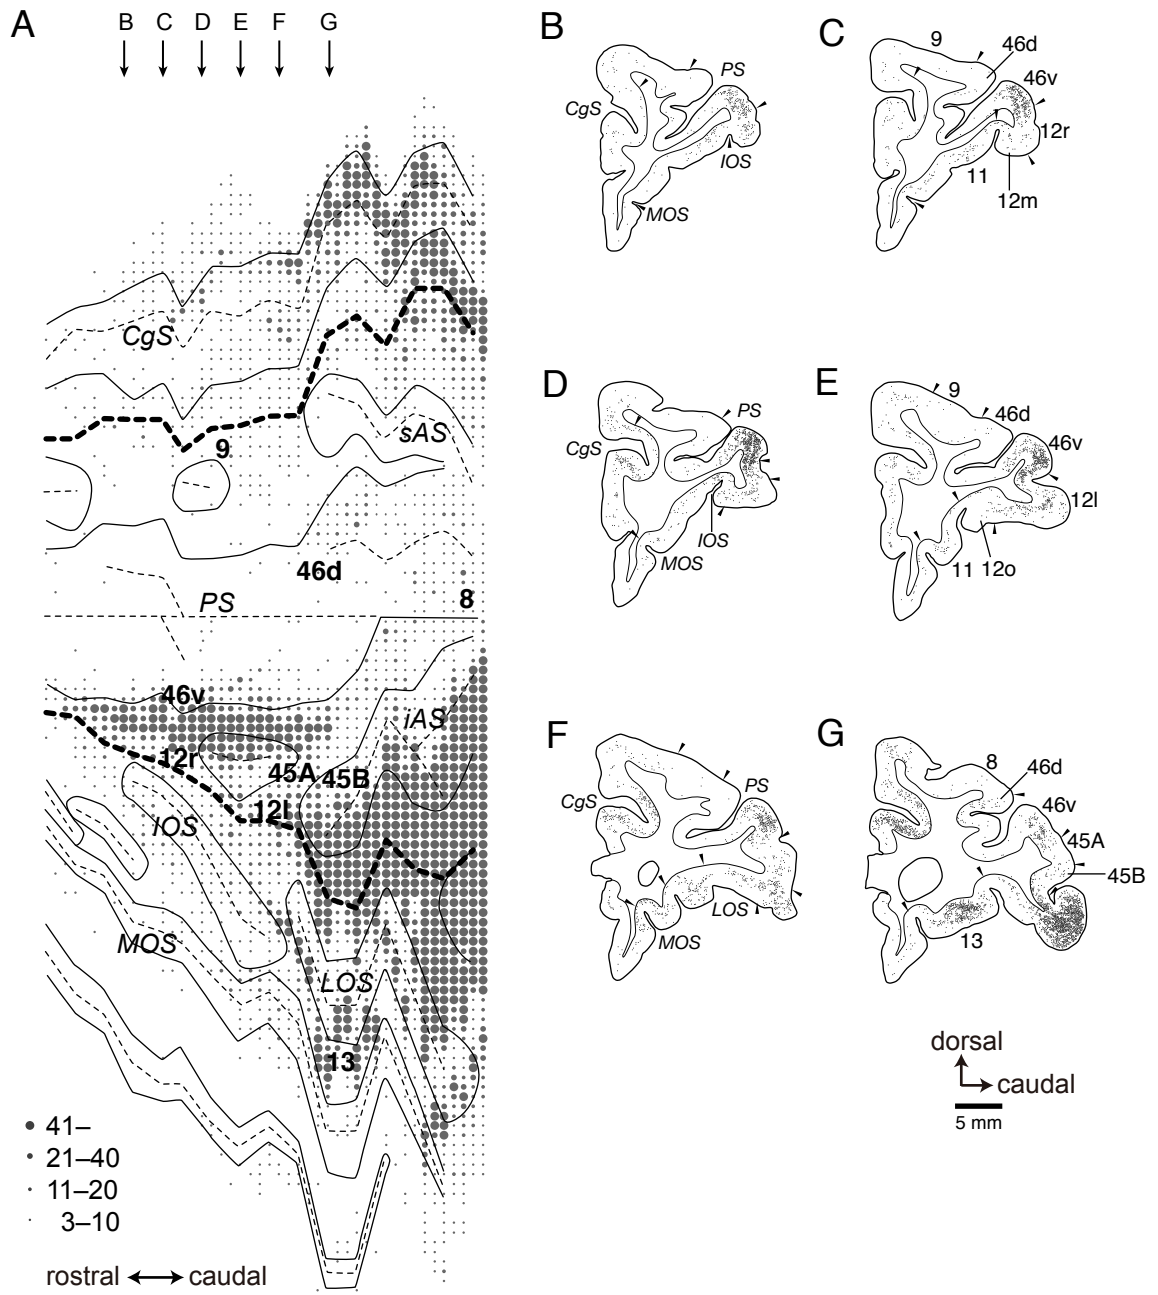 A
B C D E F G
CgS
9
sAS
46d
8
PS
46v
iAS
12r
45A
45B
12l
IOS
MOS
LOS
13
41–
21–40
11–20
3–10
rostral caudal
B
PS
CgS
IOS
MOS
C
9
46d
46v
12r
11
12m
D
PS
CgS
IOS
MOS
E
9
46d
46v
12l
11 12o
F
PS
CgS
LOS
MOS
G
8
46d
46v
45A
45B
13
dorsal
caudal
5 mm